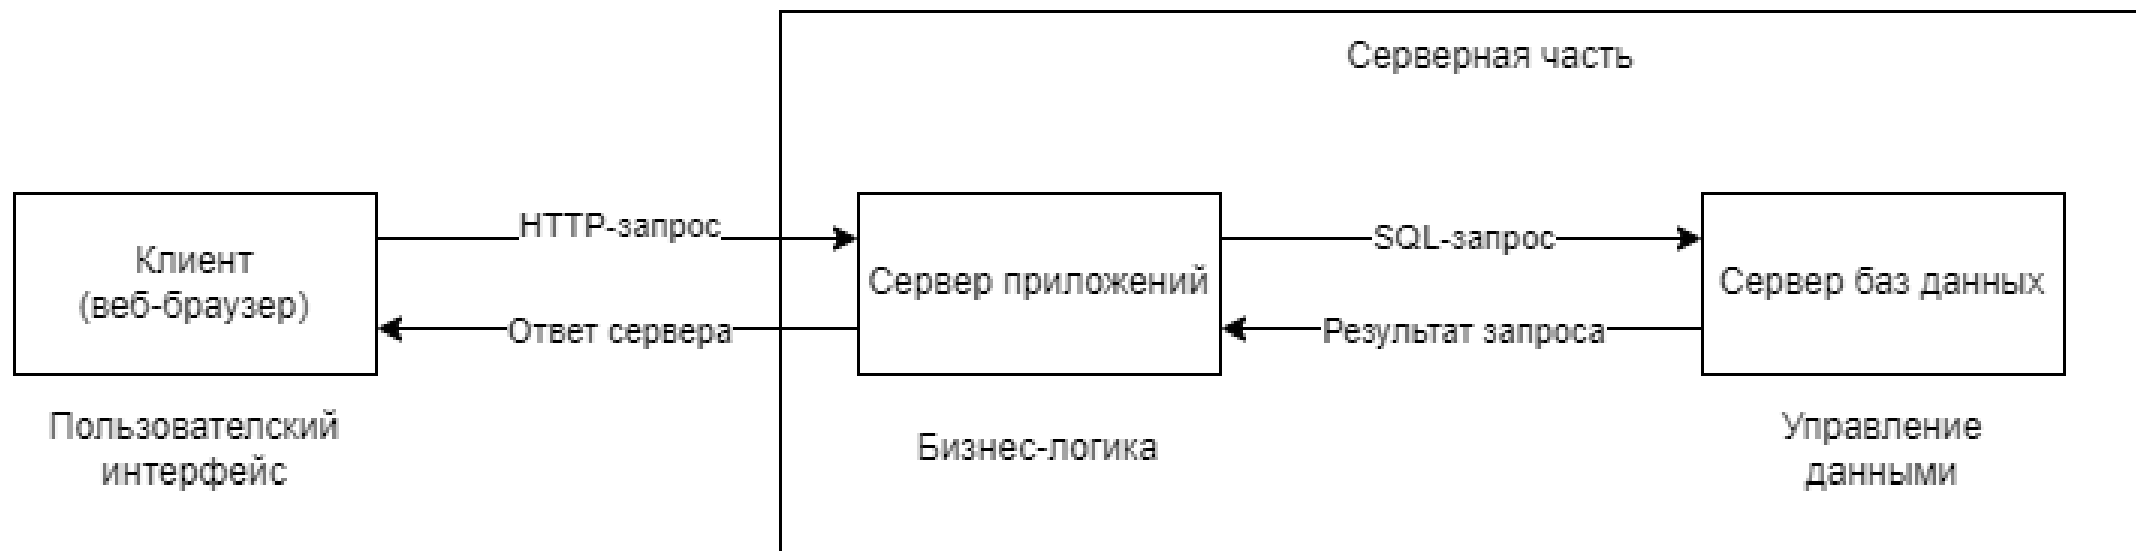 Серверная часть
HTTP-запрос
SQL-запрос
Клиент
(веб-браузер)
Сервер приложений
Сервер баз данных
Ответ сервера
Результат запроса
Пользователский
интерфейс
Бизнес-логика
Управление
данными